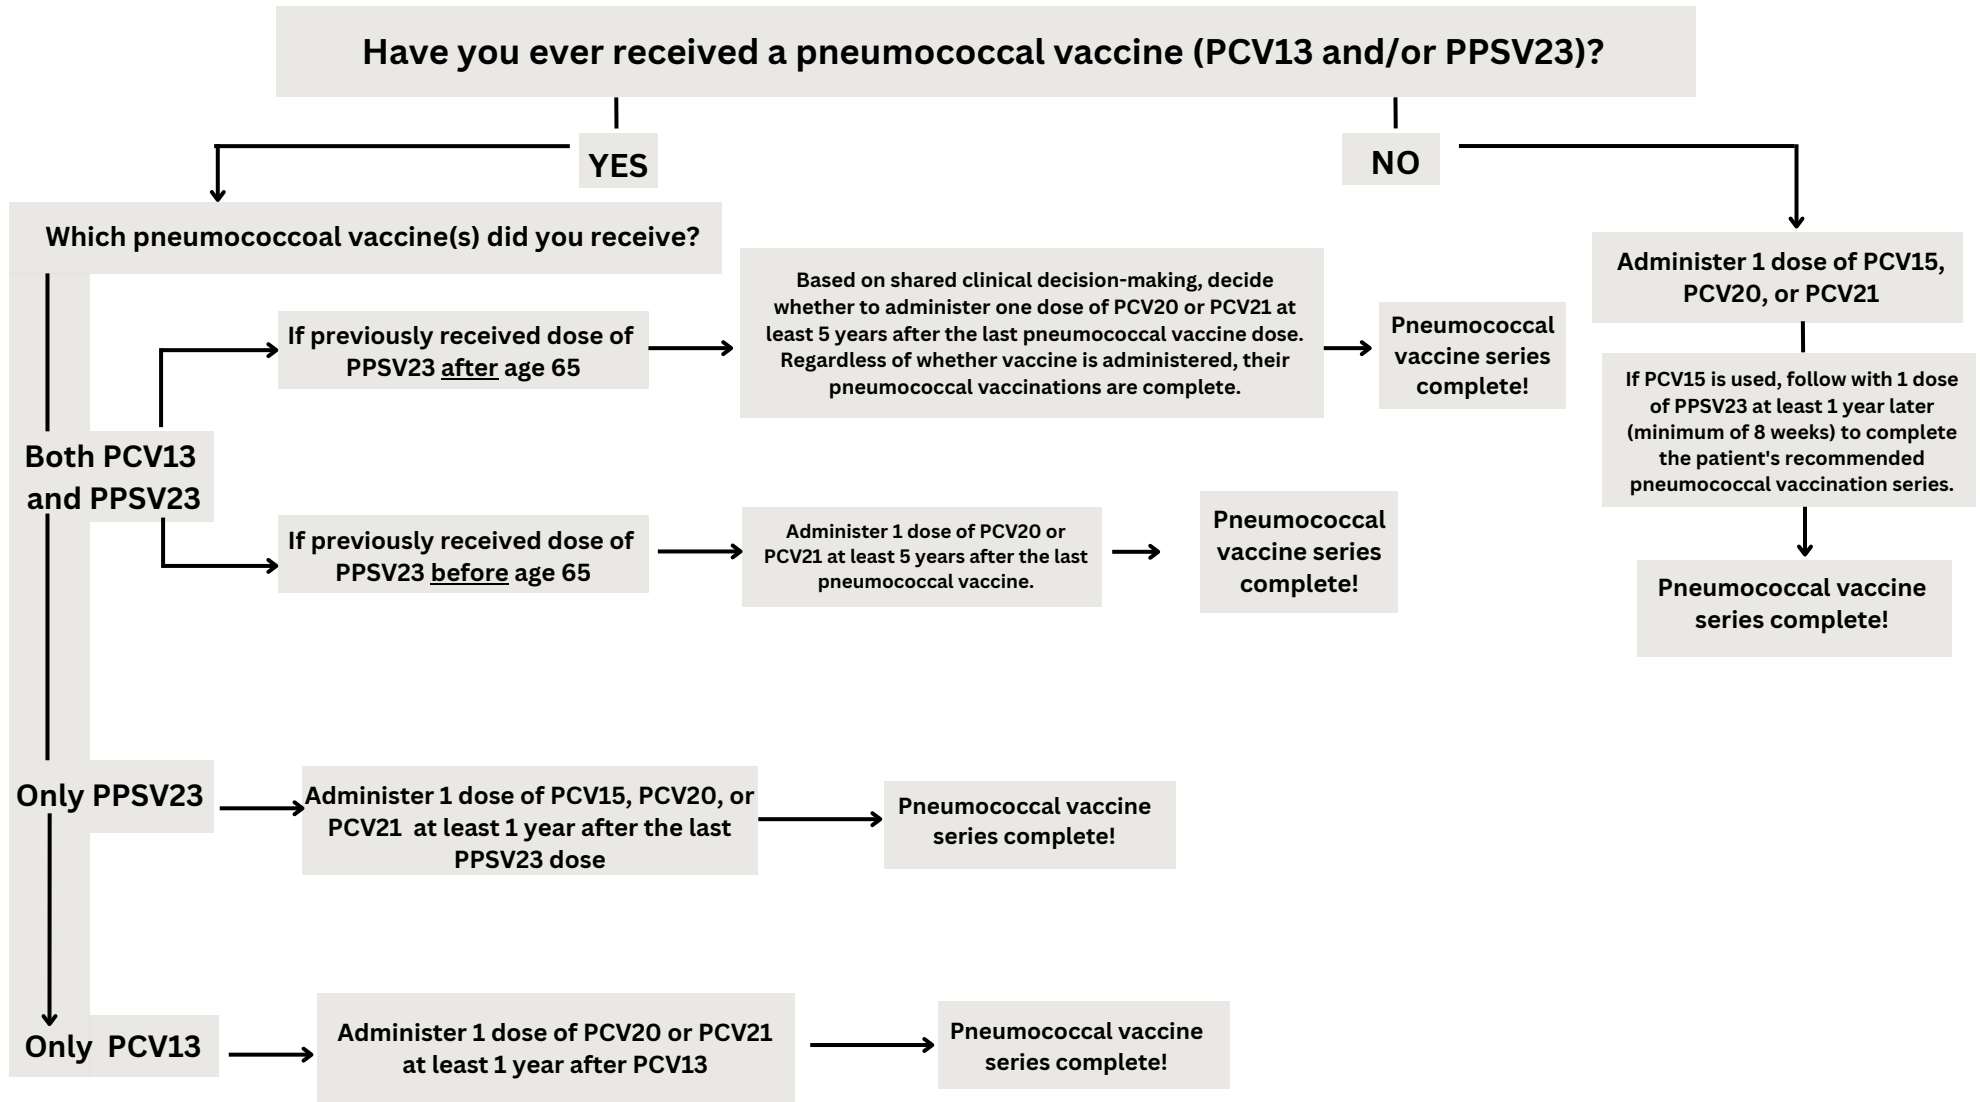 Have you ever received a pneumococcal vaccine (PCV13 and/or PPSV23)?
YES
NO
Which pneumococcoal vaccine(s) did you receive?
Both PCV13
and PPSV23
If previously received dose of
PPSV23 after age 65
Based on shared clinical decision-making, decide
whether to administer one dose of PCV20 or PCV21 at
least 5 years after the last pneumococcal vaccine dose.
Regardless of whether vaccine is administered, their
pneumococcal vaccinations are complete.
Pneumococcal
vaccine series
complete!
If previously received dose of
PPSV23 before age 65
Administer 1 dose of PCV20 or
PCV21 at least 5 years after the last
pneumococcal vaccine.
Pneumococcal
vaccine series
complete!
Only PPSV23
Administer 1 dose of PCV15, PCV20, or
PCV21 at least 1 year after the last
PPSV23 dose
Pneumococcal vaccine
series complete!
Only PCV13
Administer 1 dose of PCV20 or PCV21
at least 1 year after PCV13
Pneumococcal vaccine
series complete!
Administer 1 dose of PCV15,
PCV20, or PCV21
If PCV15 is used, follow with 1 dose
of PPSV23 at least 1 year later
(minimum of 8 weeks) to complete
the patient's recommended
pneumococcal vaccination series.
Pneumococcal vaccine
series complete!